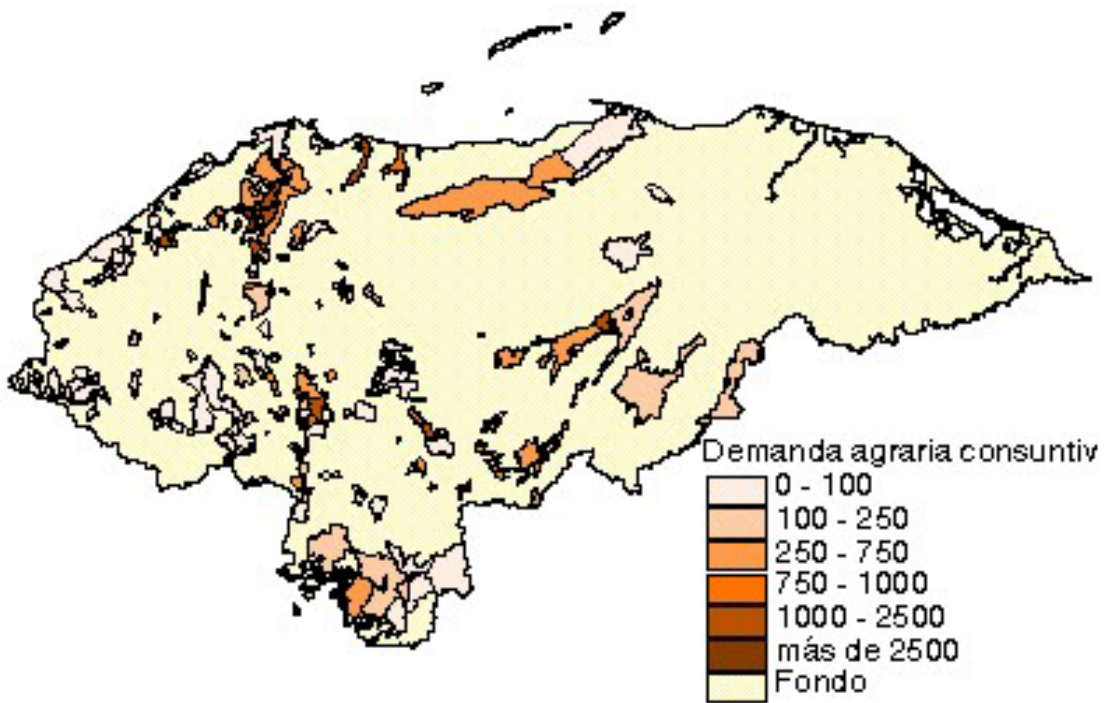 Demanda agraria consuntiv
0 - 100
100 - 250
250 - 750
750 - 1000
1000 - 2500
más de 2500
Fondo